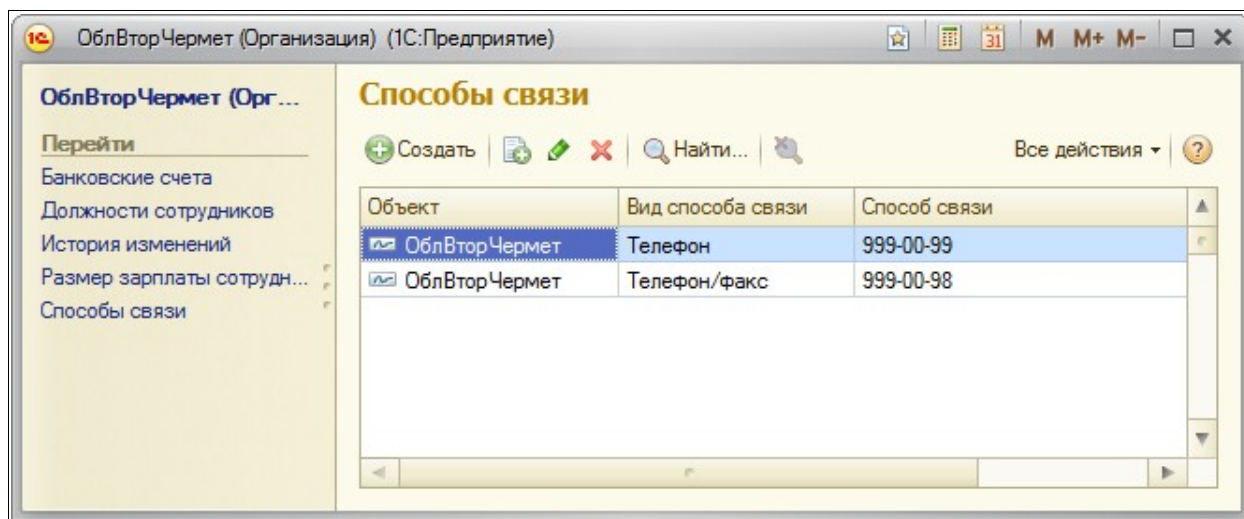 1С ОблВторЧермет (Организация) (1С:Предприятие) 31 M M+ M-
ОблВторЧермет (Орг...
Перейти
Банковские счета
Должности сотрудников
История изменений
Размер зарплаты сотрудн...
Способы связи
Способы связи
Создать Найти... Все действия ?
Объект Вид способа связи Способ связи
ОблВторЧермет Телефон 999-00-99
ОблВторЧермет Телефон/факс 999-00-98